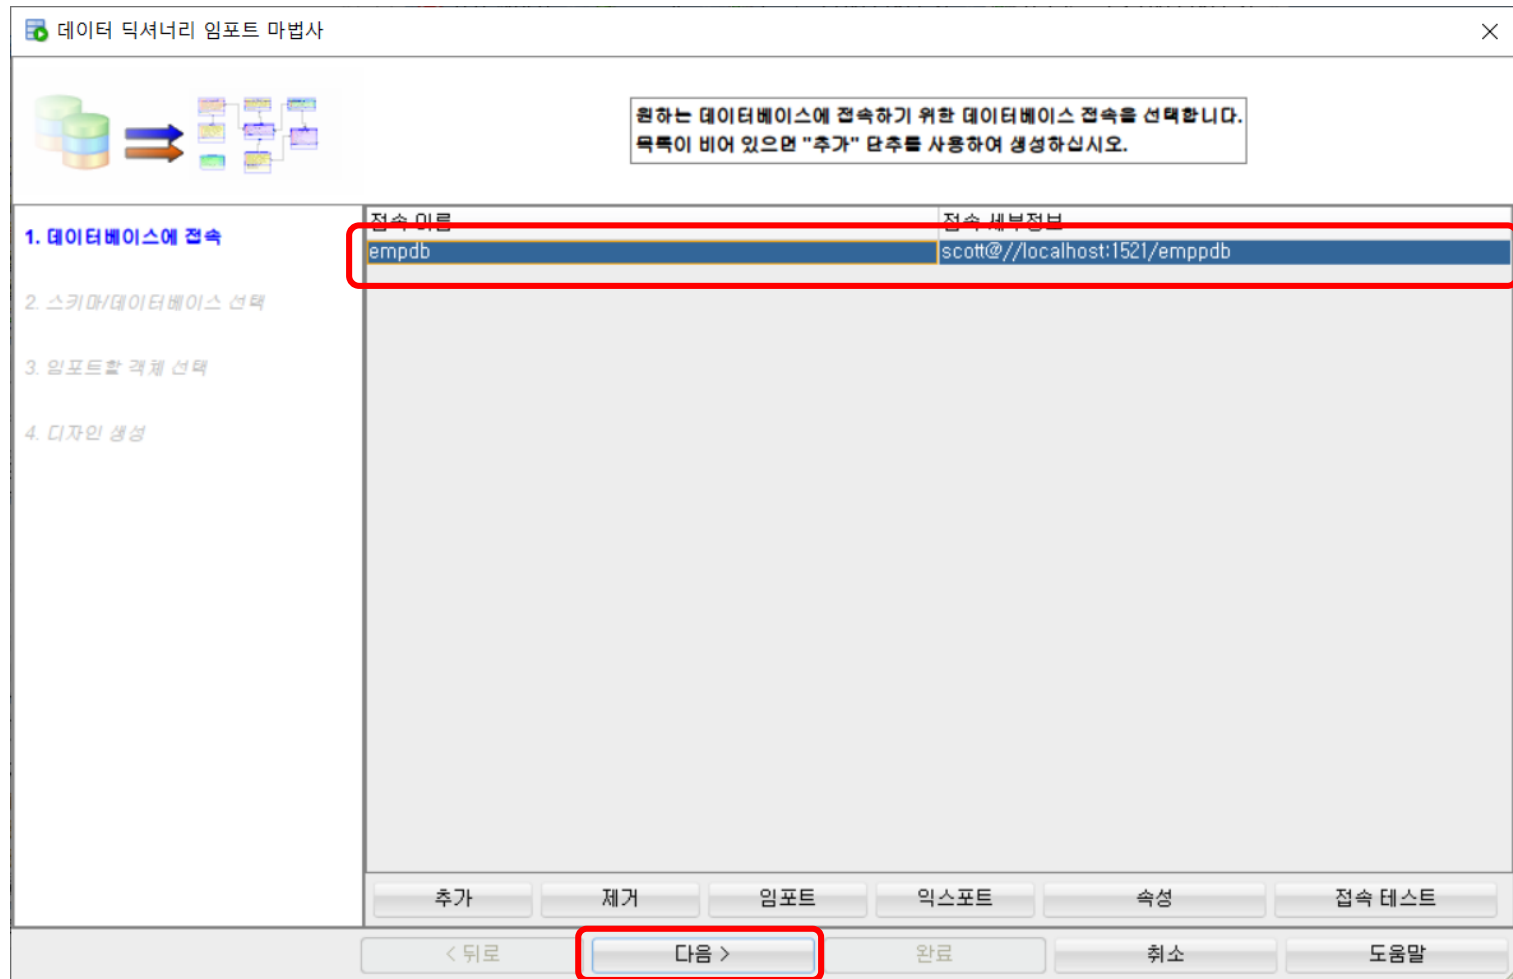 데이터 딕셔너리 임포트 마법사
원하는 데이터베이스에 접속하기 위한 데이터베이스 접속을 선택합니다.
목록이 비어 있으면 "추가" 단추를 사용하여 생성하십시오.
1. 데이터베이스에 접속
2. 스키마/데이터베이스 선택
3. 임포트할 객체 선택
4. 디자인 생성
접속 이름 접속 세부정보
empdb scott@//localhost:1521/emppdb
추가 제거 임포트 익스포트 속성 접속 테스트
< 뒤로 다음 > 완료 취소 도움말